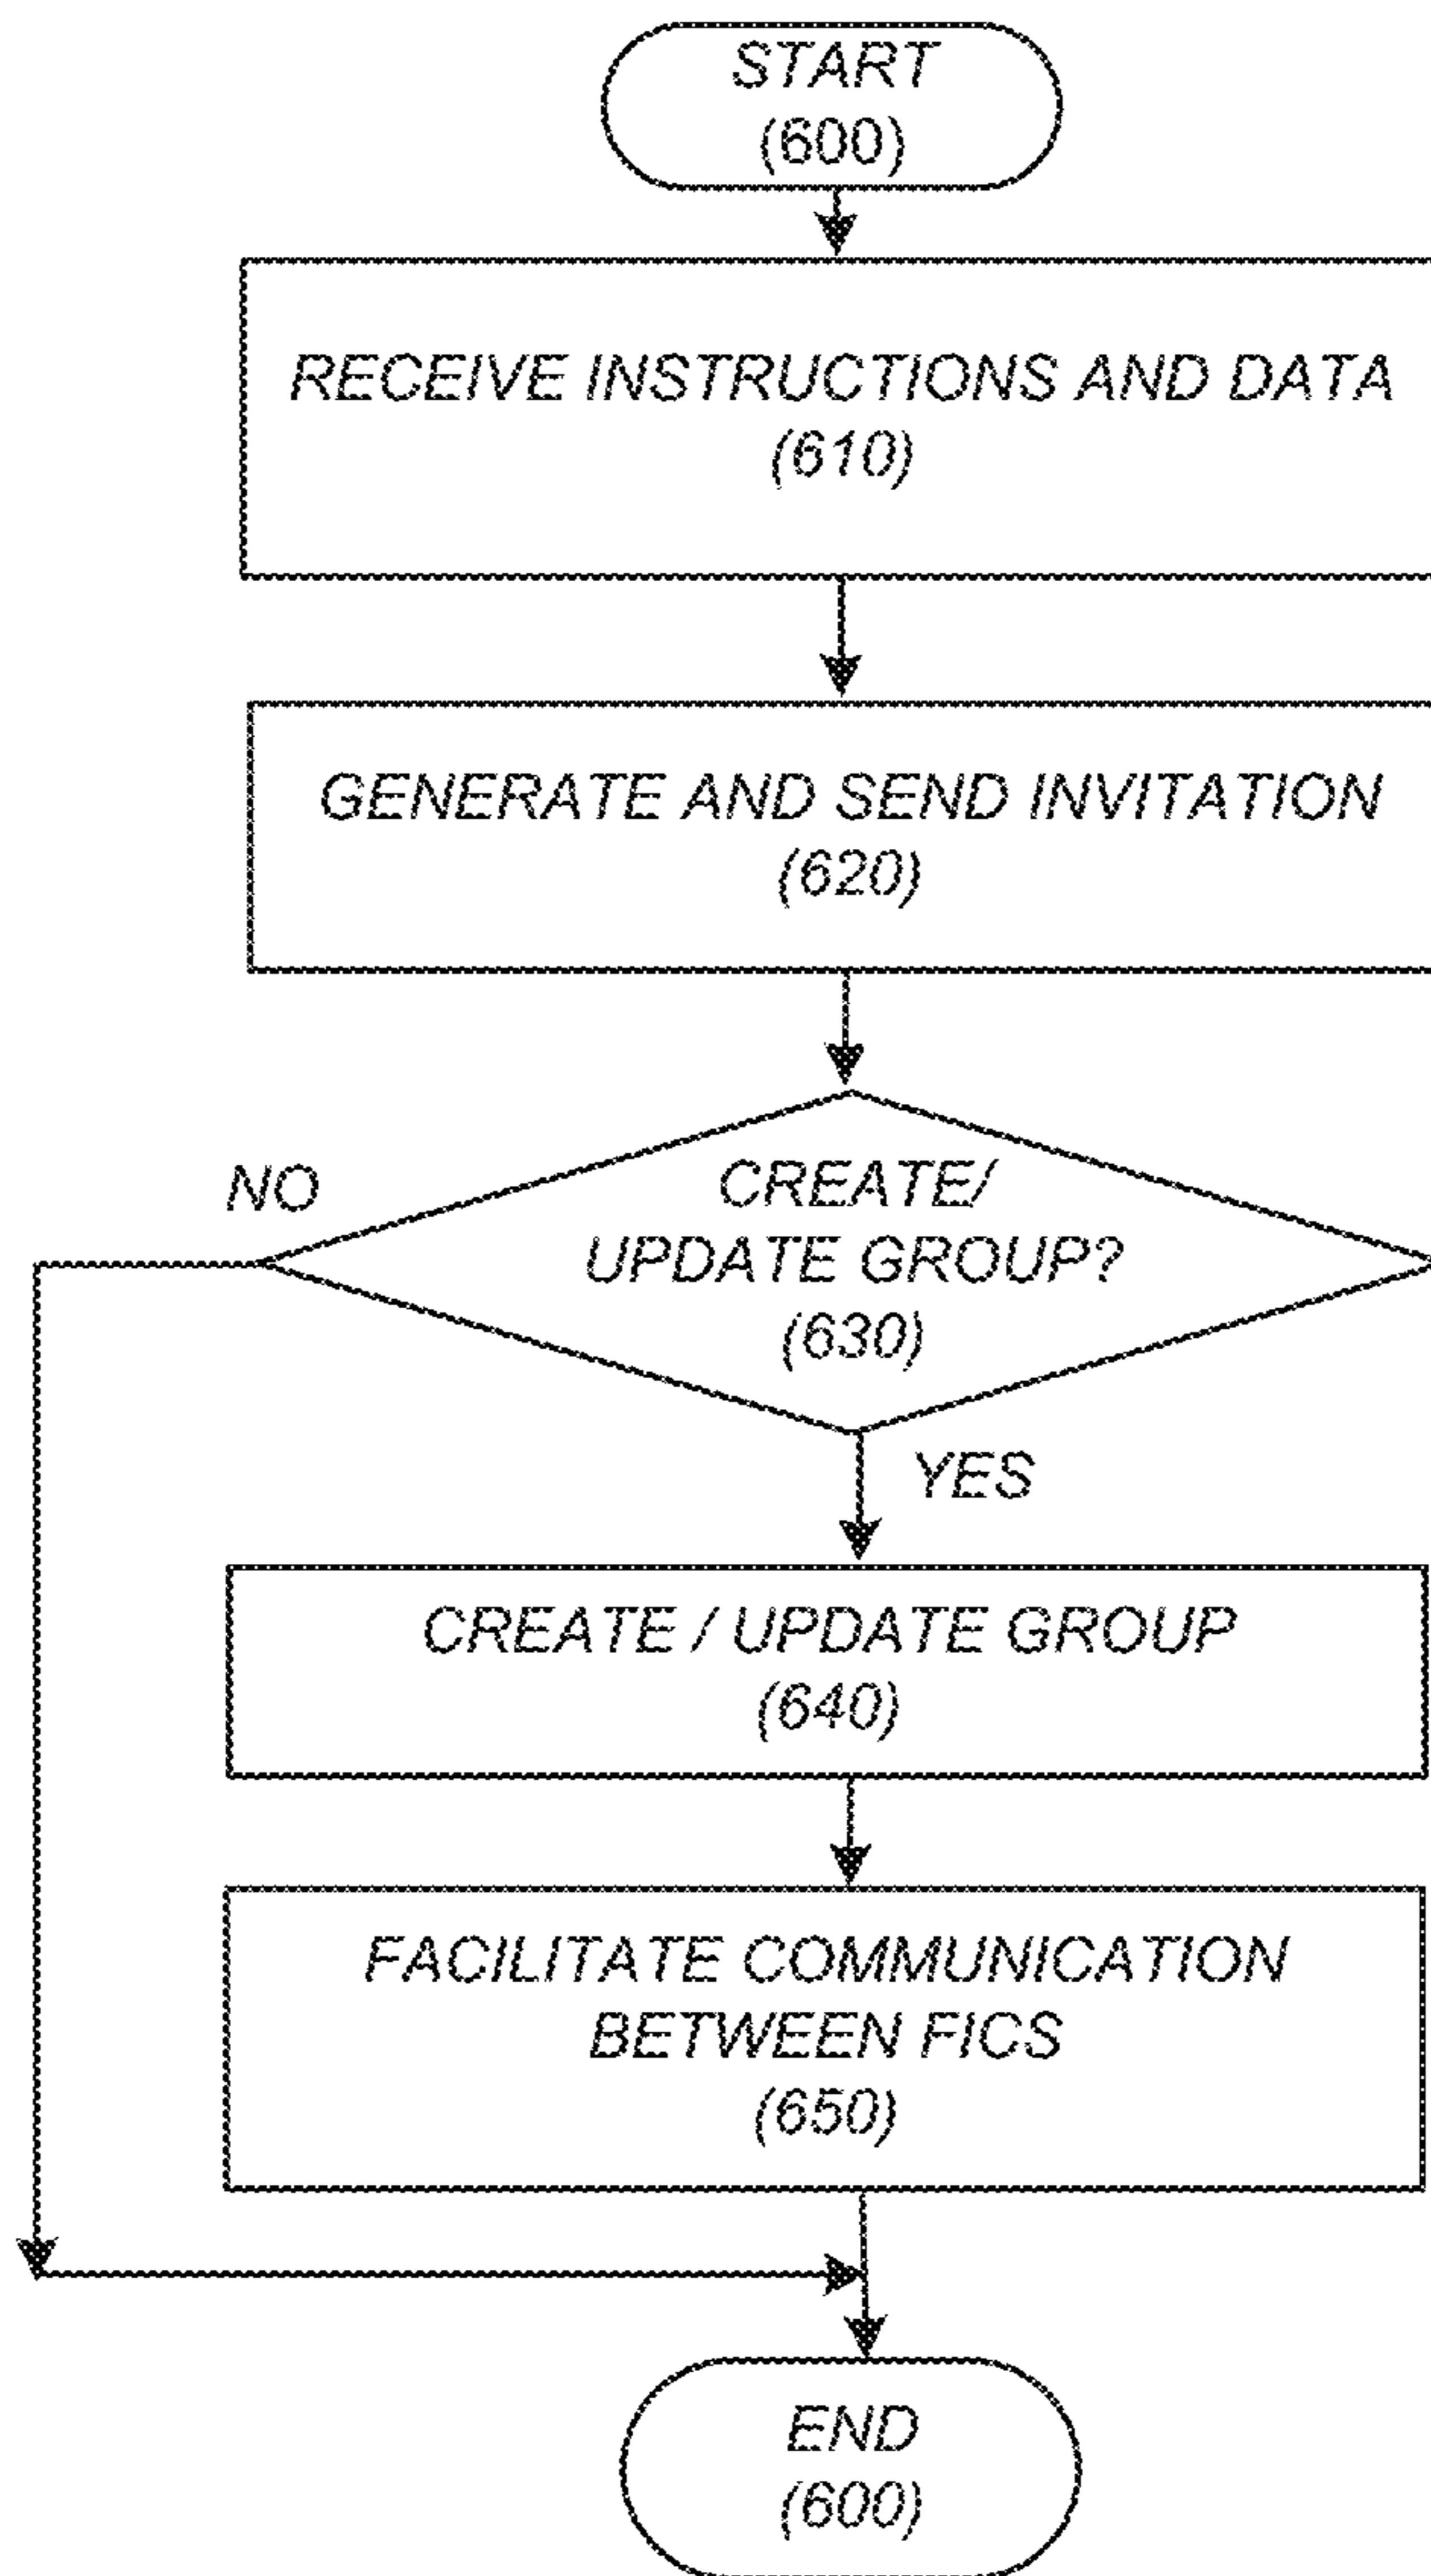 START
(600)
RECEIVE INSTRUCTIONS AND DATA
(610)
GENERATE AND SEND INVITATION
(620)
NO
CREATE/
UPDATE GROUP?
(630)
YES
CREATE / UPDATE GROUP
(640)
FACILITATE COMMUNICATION
BETWEEN FICS
(650)
END
(600)